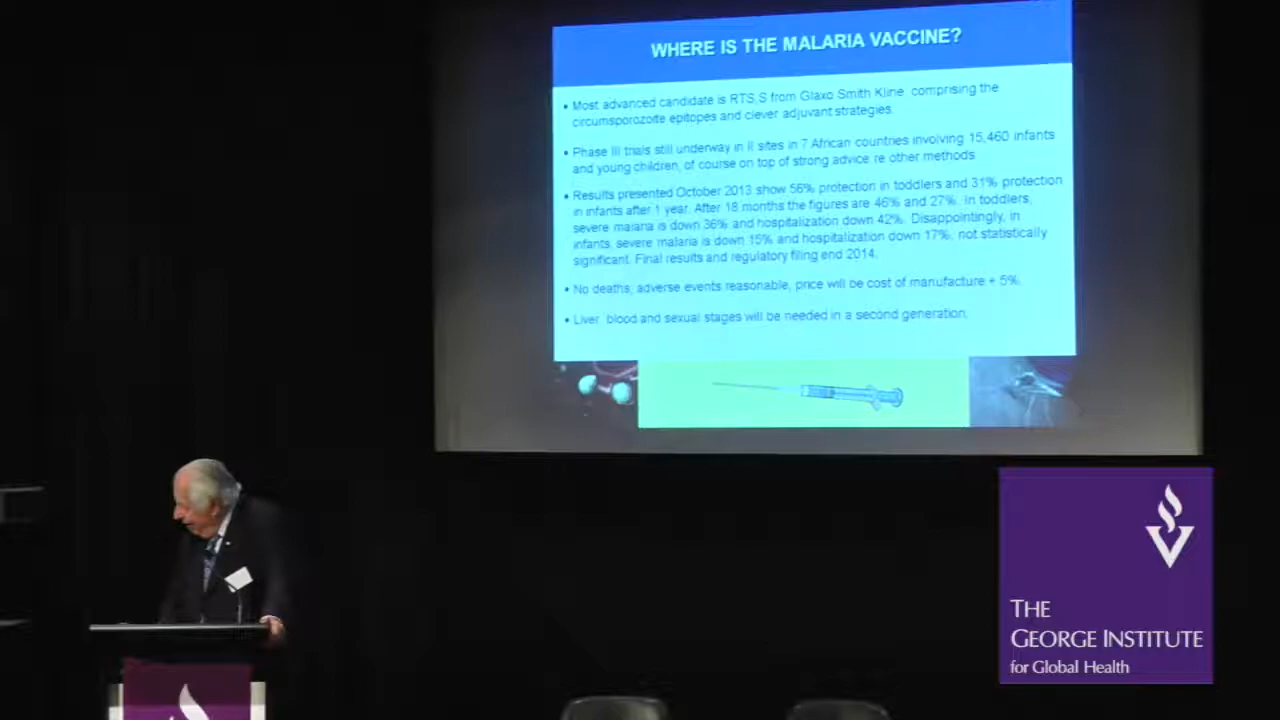 WHERE IS THE MALARIA VACCINE?
• Most advanced candidate is RTS,S from Glaxo Smith Kline comprising the
circumsporozoite epitopes and clever adjuvant strategies.
• Phase III trials still underway in II sites in 7 African countries involving 15,460 infants
and young children, of course on top of strong advice re other methods
• Results presented October 2013 show 56% protection in toddlers and 31% protection
in infants after 1 year. After 18 months the figures are 46% and 27%. In toddlers,
severe malaria is down 36% and hospitalization down 42%. Disappointingly, in
infants, severe malaria is down 15% and hospitalization down 17%, not statistically
significant. Final results and regulatory filing end 2014.
• No deaths, adverse events reasonable, price will be cost of manufacture + 5%.
• Liver blood and sexual stages will be needed in a second generation.
THE
GEORGE INSTITUTE
for Global Health